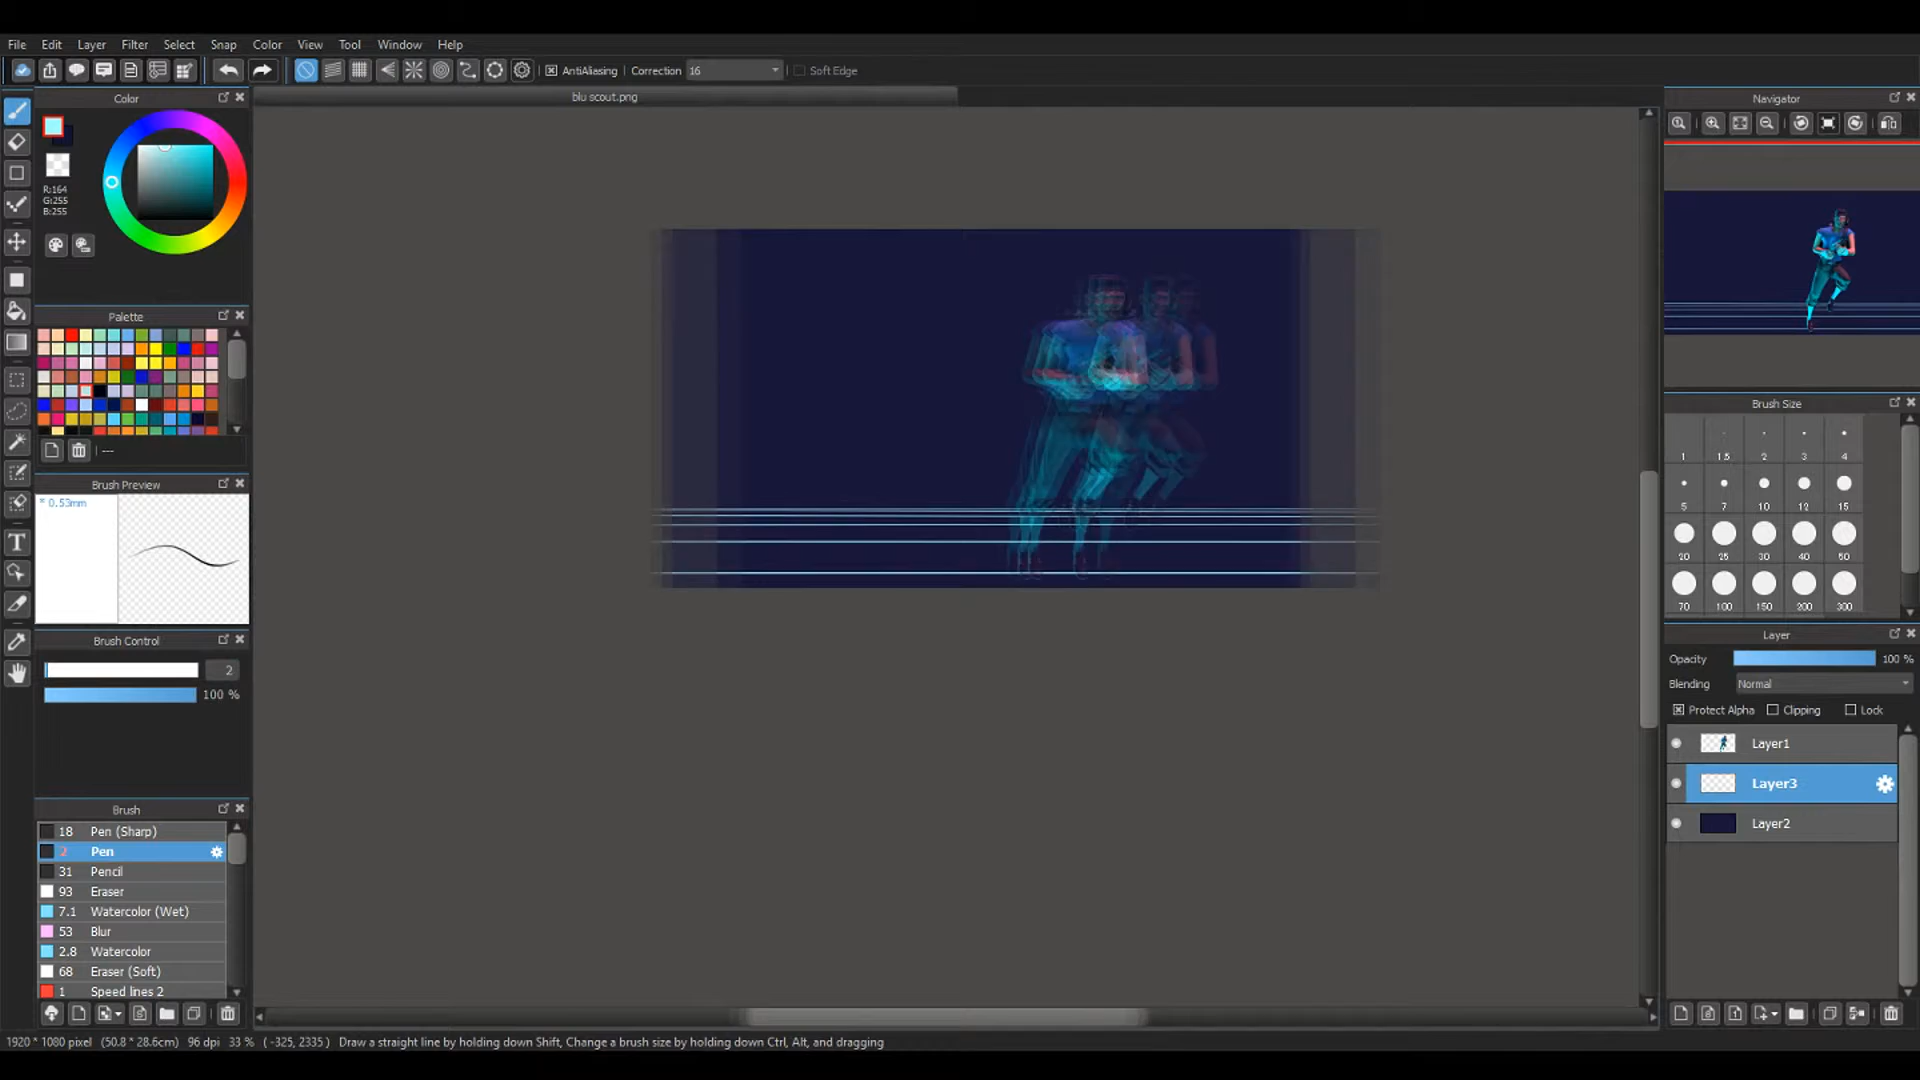 File Edit Layer Filter Select Snap Color View Tool Window Help
AntiAliasing Correction 16 Soft Edge
Color
blu scout.png
Navigator
R:164
G:255
B:255
Palette
---
Brush Preview
* 0.53mm
Brush Control
2
100 %
Brush
18 Pen (Sharp)
2 Pen
31 Pencil
93 Eraser
7.1 Watercolor (Wet)
53 Blur
2.8 Watercolor
68 Eraser (Soft)
1 Speed lines 2
Brush Size
1 1.5 2 3 4
5 7 10 12 15
20 25 30 40 50
70 100 150 200 300
Layer
Opacity 100 %
Blending Normal
Protect Alpha Clipping Lock
Layer1
Layer3
Layer2
1920 * 1080 pixel (50.8 * 28.6cm) 96 dpi 33 % ( -325, 2335 ) Draw a straight line by holding down Shift, Change a brush size by holding down Ctrl, Alt, and dragging